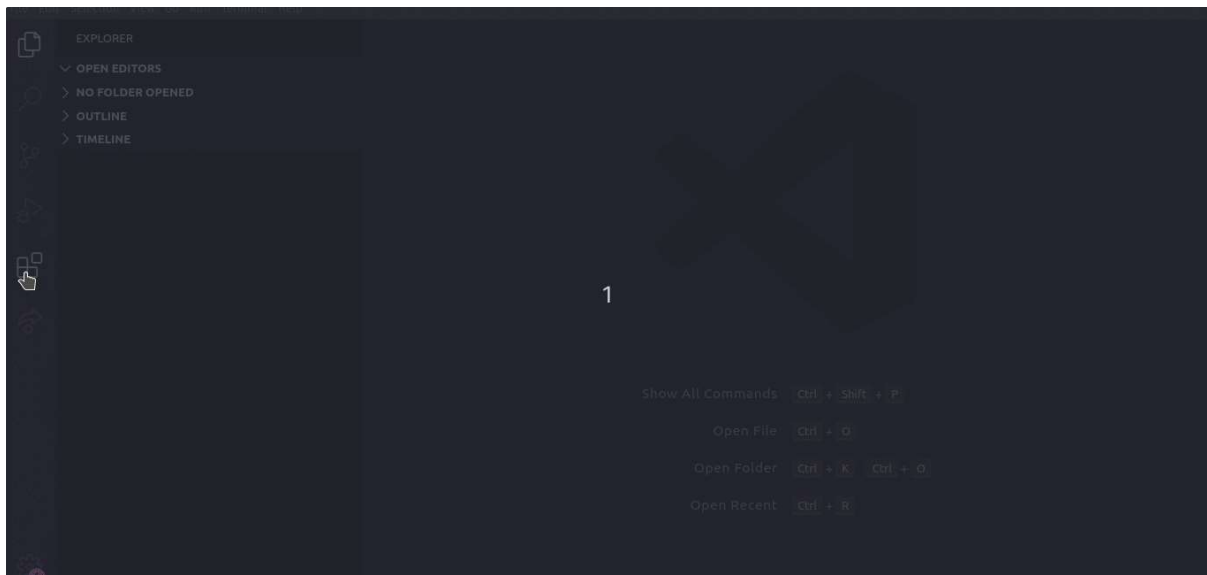 EXPLORER
OPEN EDITORS
NO FOLDER OPENED
OUTLINE
TIMELINE
1
Show All Commands Ctrl + Shift + P
Open File Ctrl + O
Open Folder Ctrl + K Ctrl + O
Open Recent Ctrl + R